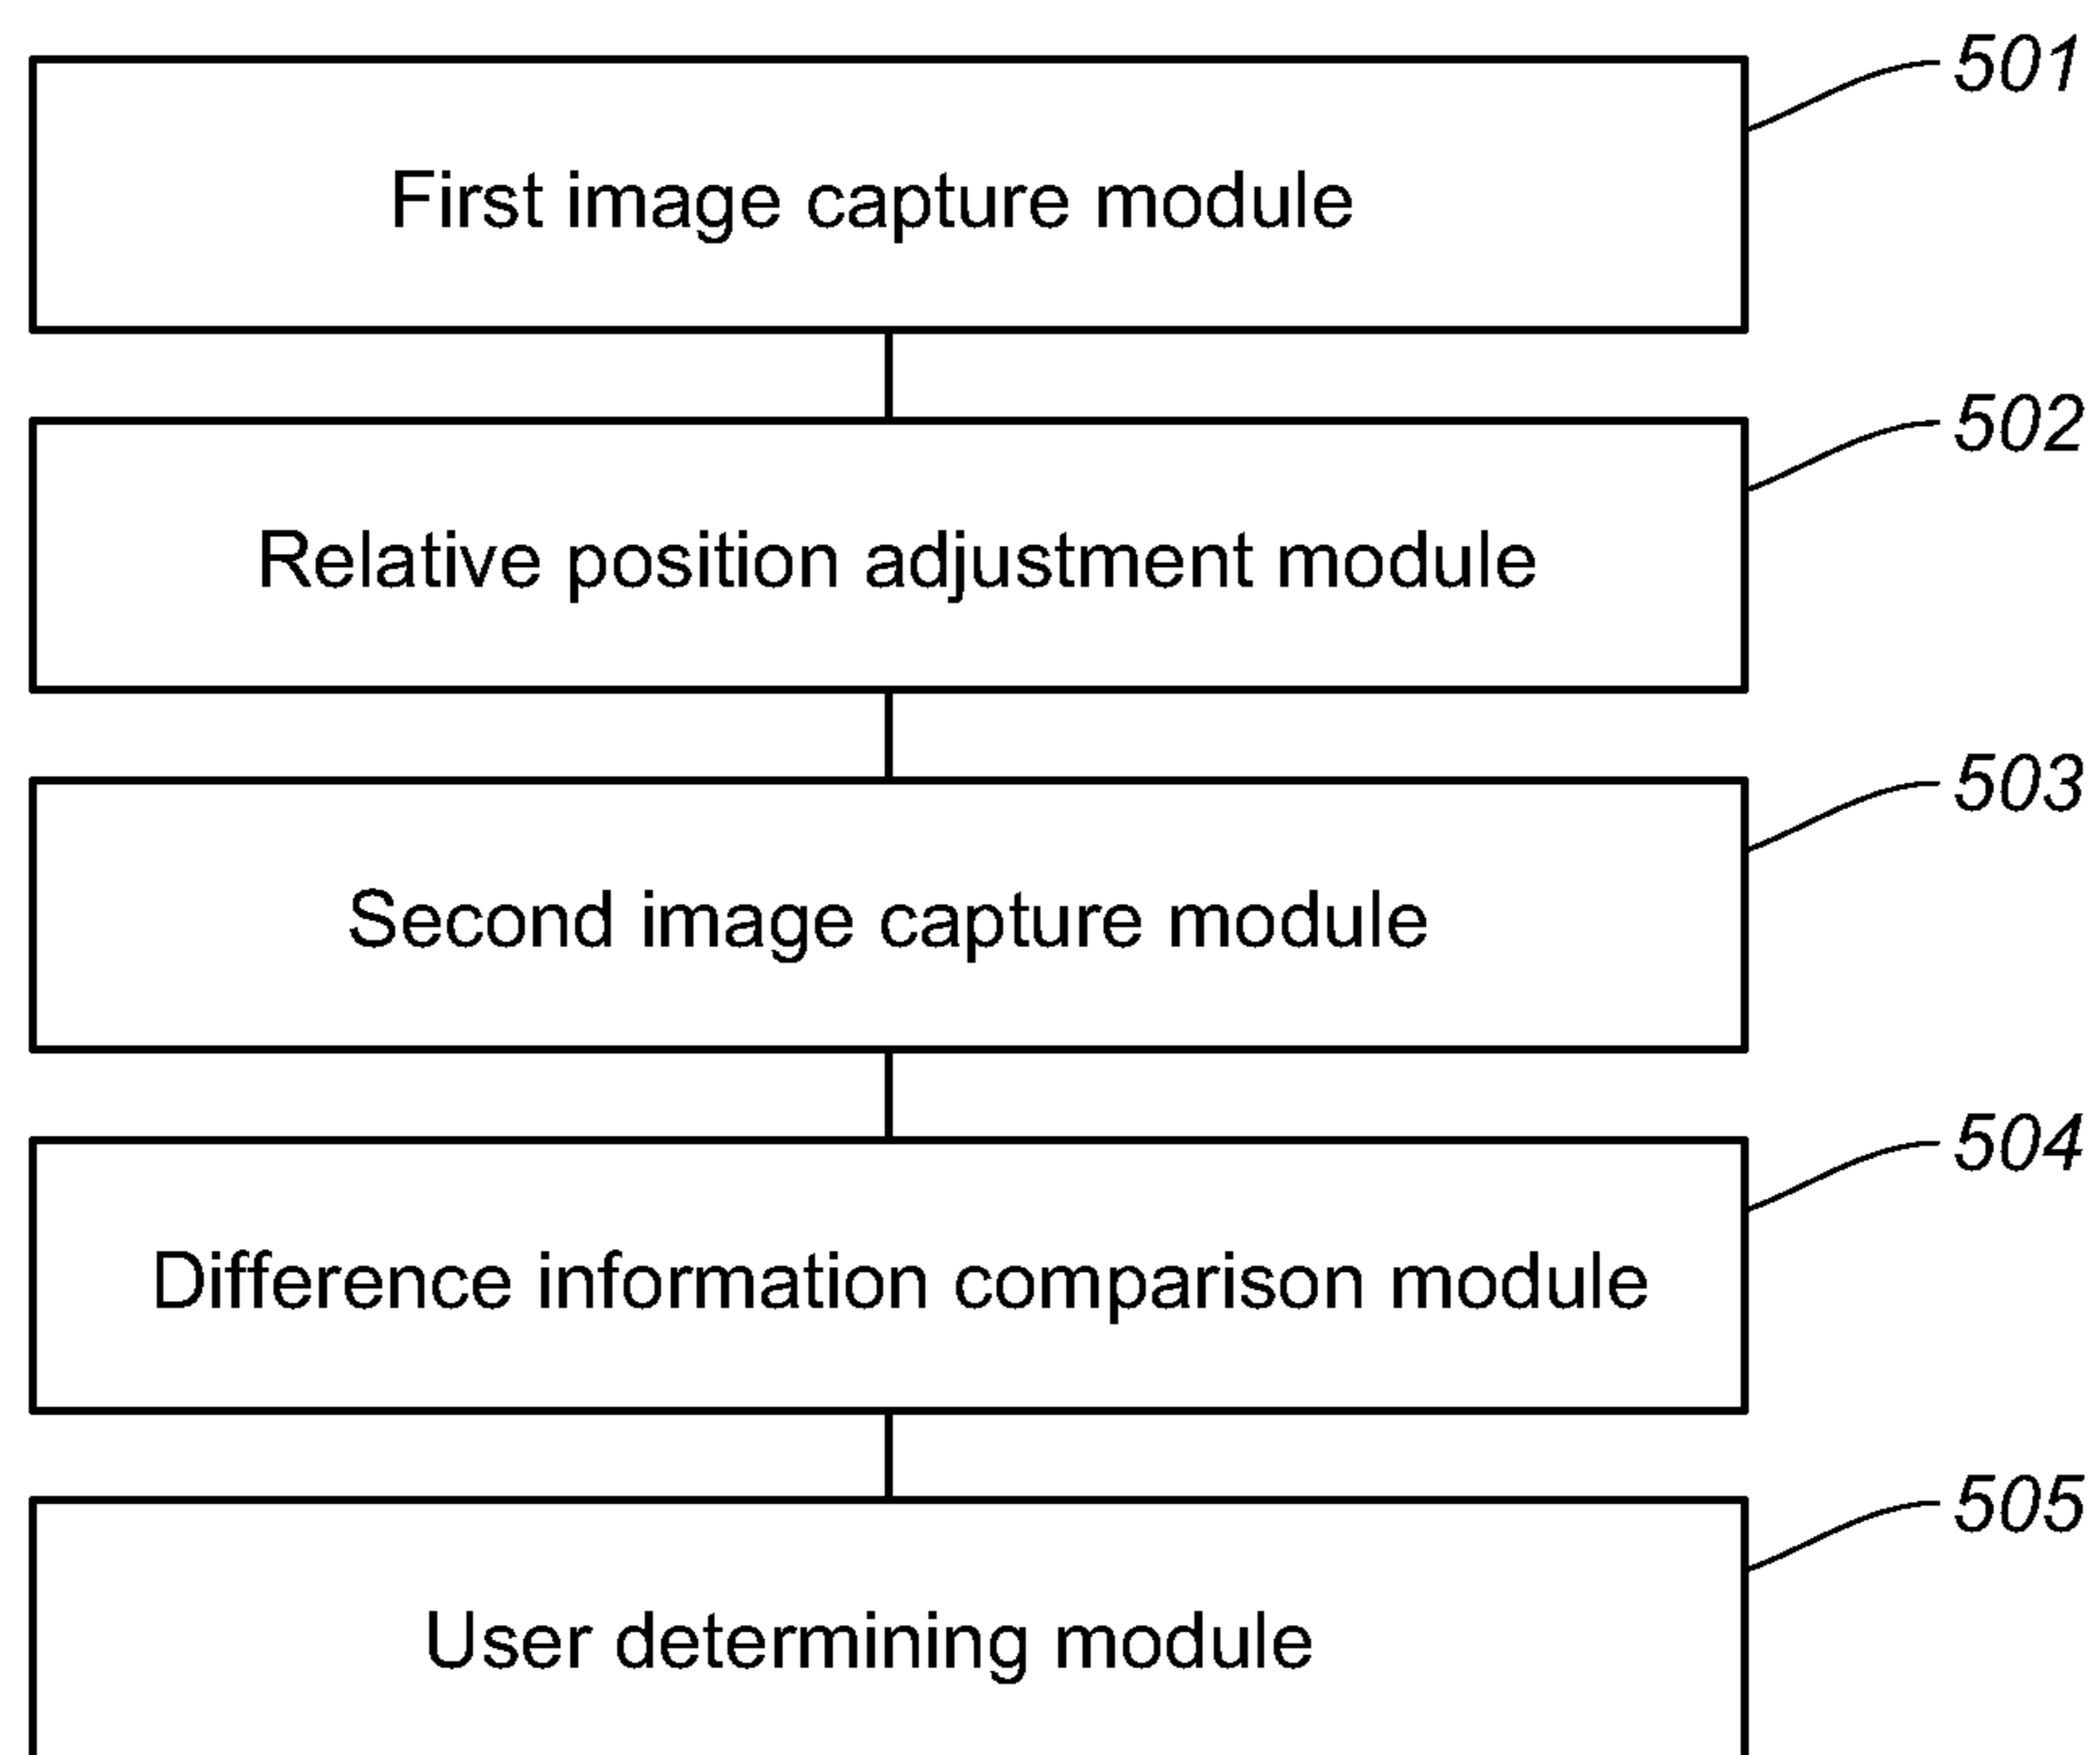 501
First image capture module
502
Relative position adjustment module
503
Second image capture module
504
Difference information comparison module
505
User determining module